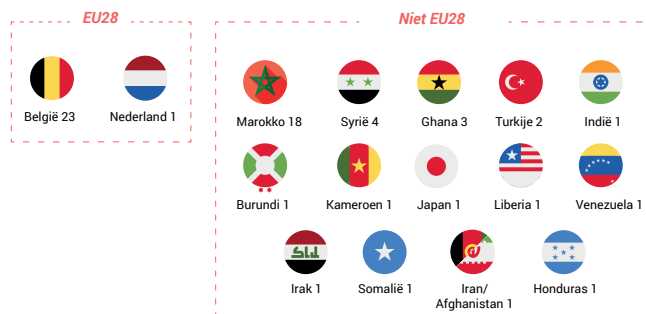 EU28
Niet EU28
België 23
Nederland 1
Marokko 18
Syrië 4
Ghana 3
Turkije 2
Indië 1
Burundi 1
Kameroen 1
Japan 1
Liberia 1
Venezuela 1
Irak 1
Somalië 1
Iran/
Afghanistan 1
Honduras 1